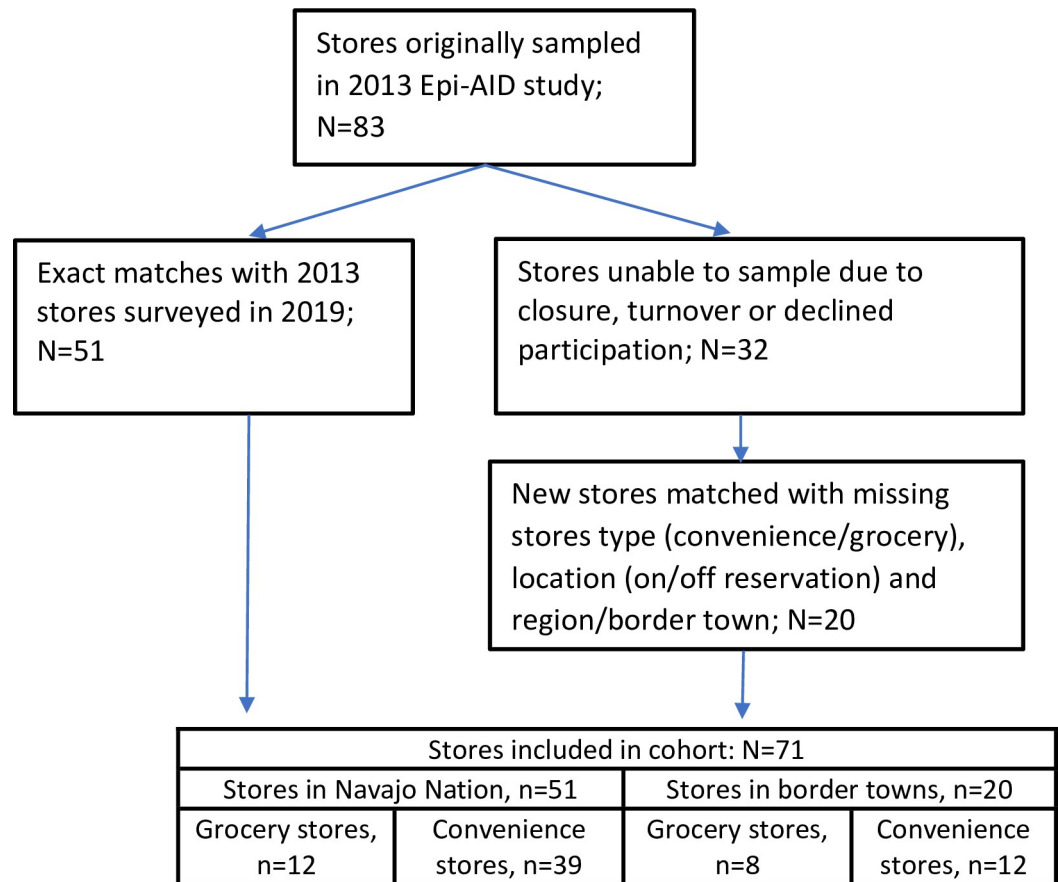 Stores originally sampled
in 2013 Epi-AID study;
N=83
Exact matches with 2013
stores surveyed in 2019;
N=51
Stores unable to sample due to
closure, turnover or declined
participation; N=32
New stores matched with missing
stores type (convenience/grocery),
location (on/off reservation) and
region/border town; N=20
Stores included in cohort: N=71
Stores in Navajo Nation, n=51
Stores in border towns, n=20
Grocery stores,
n=12
Convenience
stores, n=39
Grocery stores,
n=8
Convenience
stores, n=12